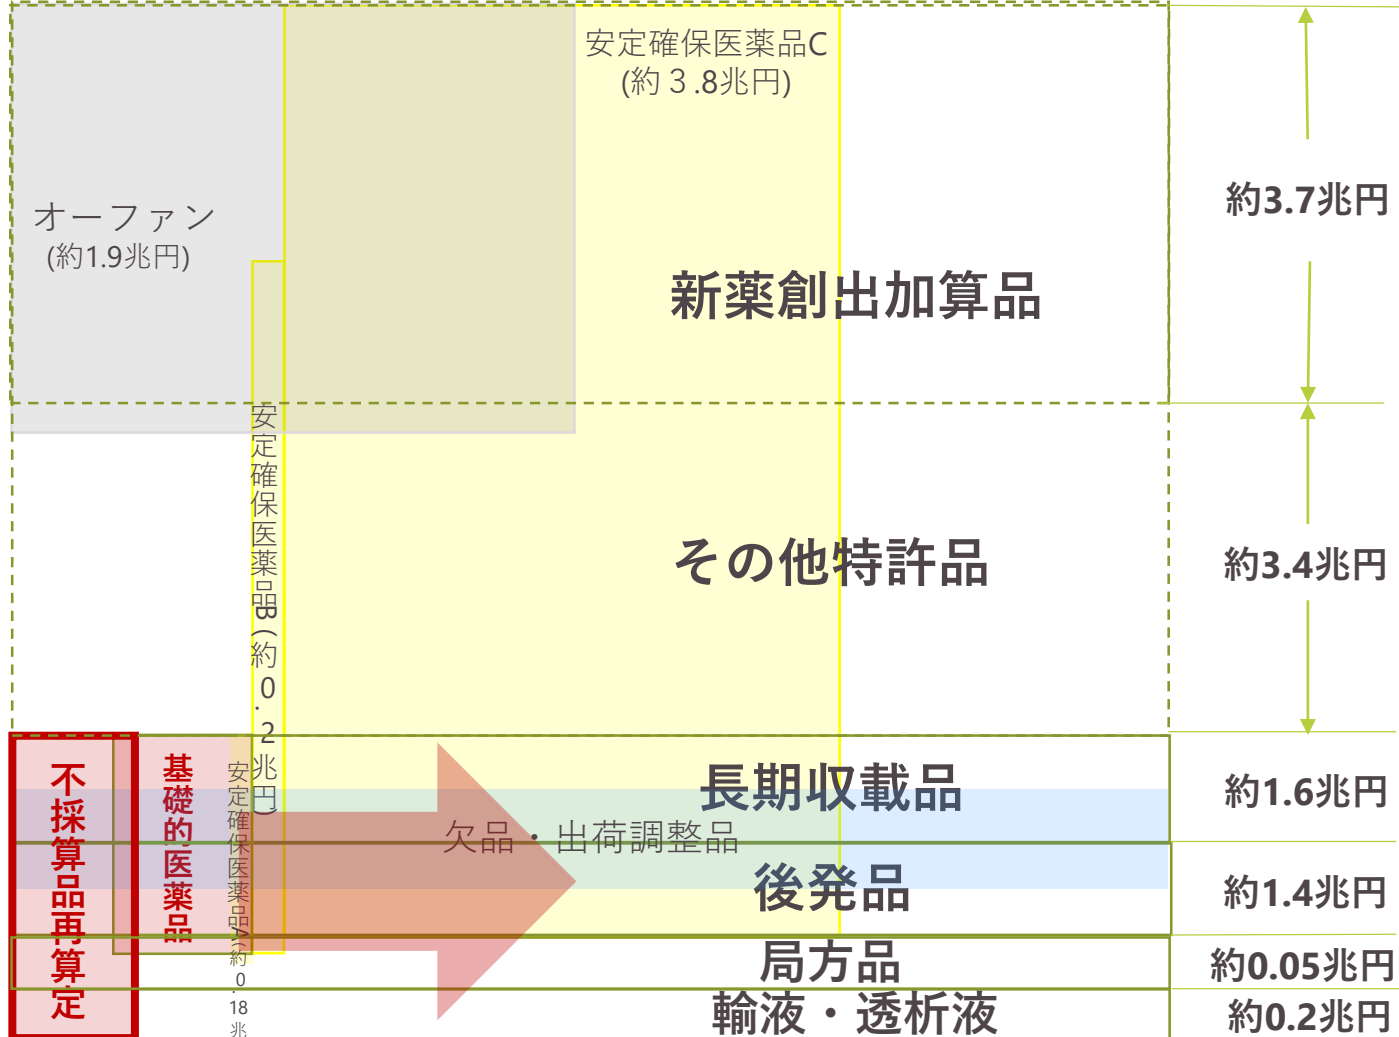 安定確保医薬品C
(約３.8兆円)
オーファン
(約1.9兆円)
約3.7兆円
新薬創出加算品
安定確保医薬品B(約0.2兆円)
その他特許品
約3.4兆円
不採算品再算定
基礎的医薬品
安定確保医薬品A(約0.18兆
長期収載品
約1.6兆円
欠品・出荷調整品
後発品
約1.4兆円
局方品
約0.05兆円
輸液・透析液
約0.2兆円